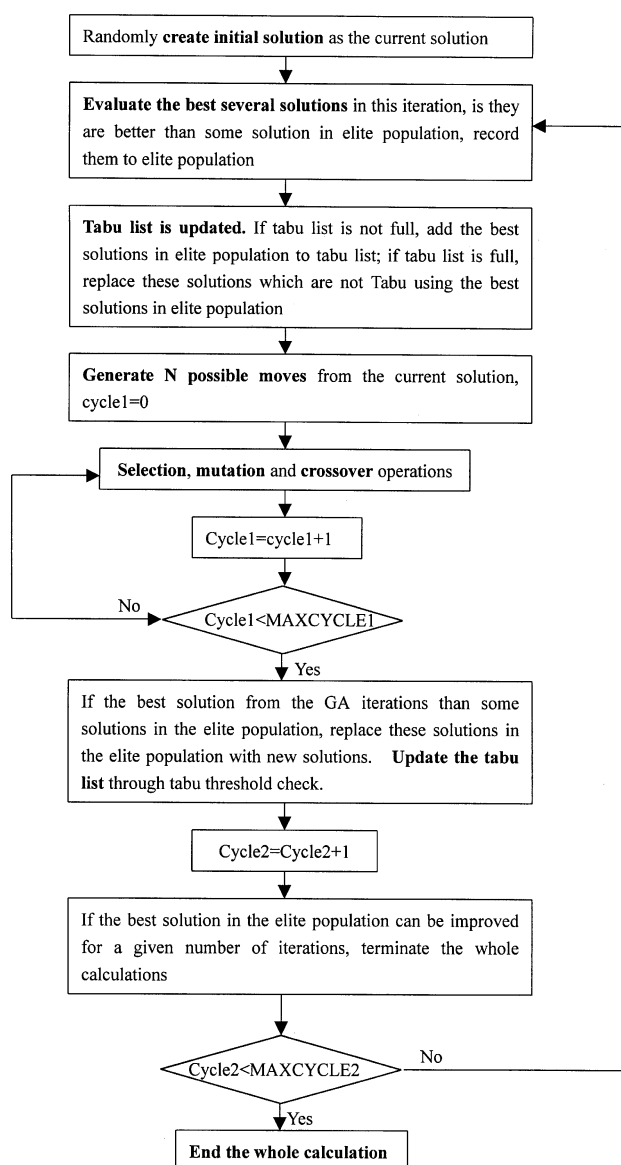 Randomly create initial solution as the current solution
Evaluate the best several solutions in this iteration, is they
are better than some solution in elite population, record
them to elite population
Tabu list is updated. If tabu list is not full, add the best
solutions in elite population to tabu list; if tabu list is full,
replace these solutions which are not Tabu using the best
solutions in elite population
Generate N possible moves from the current solution,
cycle1=0
Selection, mutation and crossover operations
Cycle1=cycle1+1
No
Cycle1<MAXCYCLE1
Yes
If the best solution from the GA iterations than some
solutions in the elite population, replace these solutions in
the elite population with new solutions. Update the tabu
list through tabu threshold check.
Cycle2=Cycle2+1
If the best solution in the elite population can be improved
for a given number of iterations, terminate the whole
calculations
No
Cycle2<MAXCYCLE2
Yes
End the whole calculation